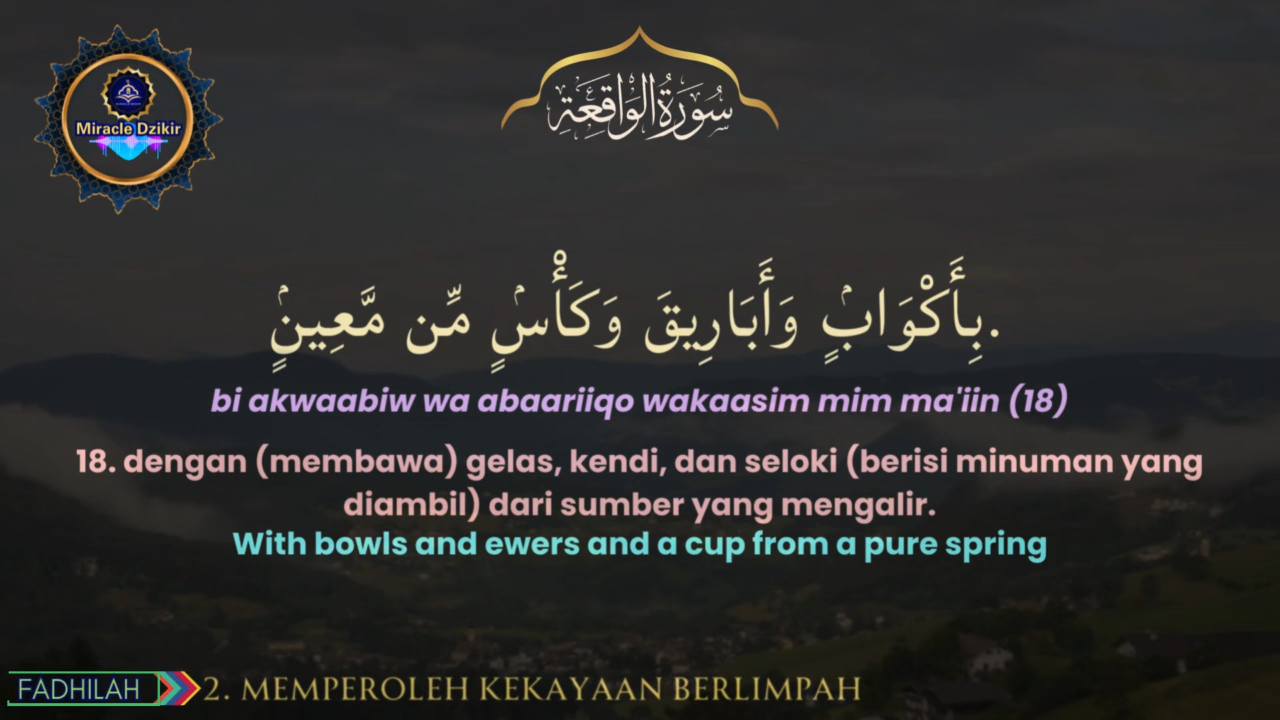 Miracle Dzikir
سُورَةُ الْوَاقِعَةِ
بِأَكْوَابٍۢ وَأَبَارِيقَ وَكَأْسٍۢ مِّن مَّعِينٍۢ.
bi akwaabiw wa abaariiqo wakaasim mim ma'iin (18)
18. dengan (membawa) gelas, kendi, dan seloki (berisi minuman yang
diambil) dari sumber yang mengalir.
With bowls and ewers and a cup from a pure spring
FADHILAH 2. MEMPEROLEH KEKAYAAN BERLIMPAH